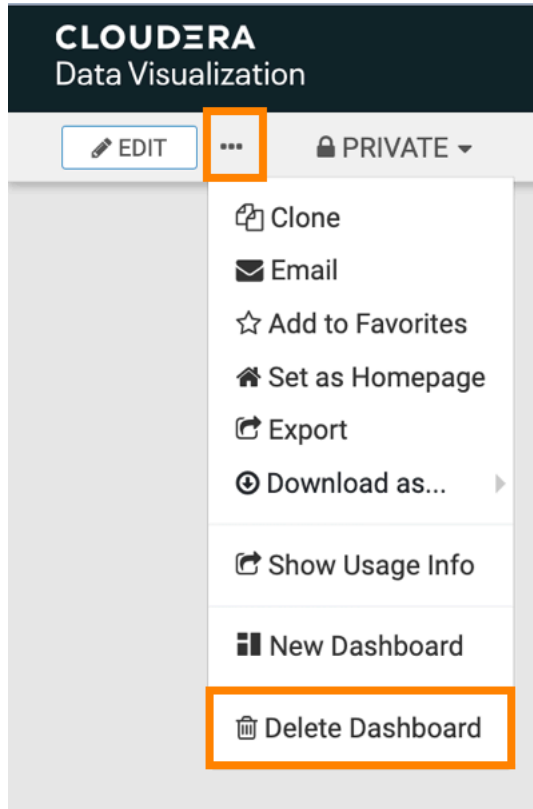 CLOUDERA
Data Visualization
EDIT ... PRIVATE
Clone
Email
Add to Favorites
Set as Homepage
Export
Download as...
Show Usage Info
New Dashboard
Delete Dashboard